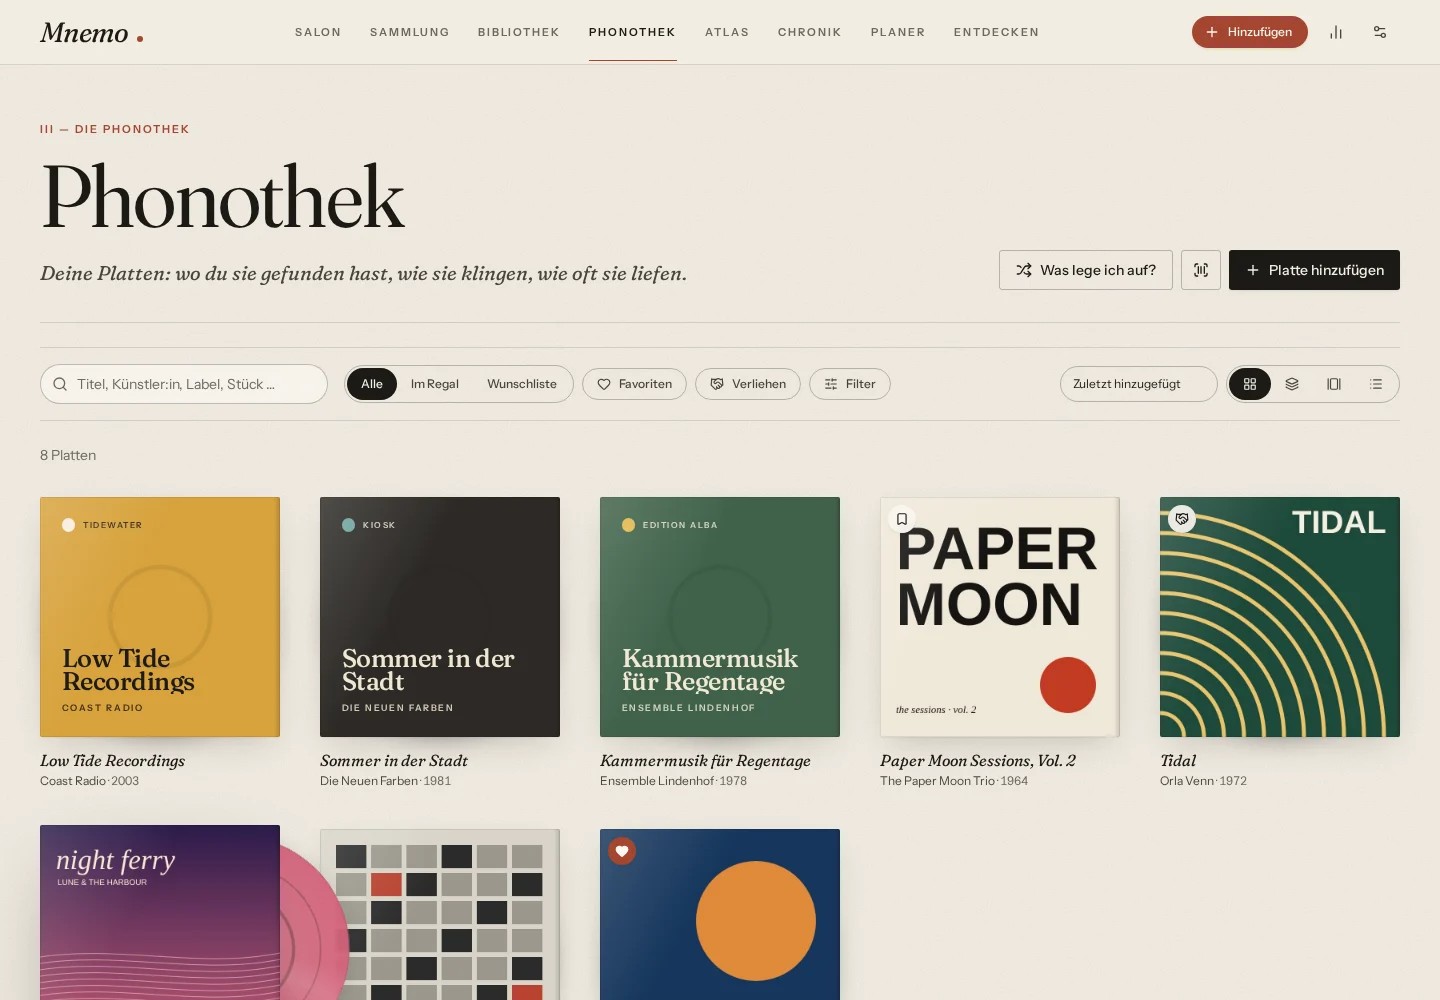 Mnemo
SALON SAMMLUNG BIBLIOTHEK PHONOTHEK ATLAS CHRONIK PLANER ENTDECKEN
Hinzufügen
III — DIE PHONOTHEK
Phonothek
Deine Platten: wo du sie gefunden hast, wie sie klingen, wie oft sie liefen.
Was lege ich auf?
Platte hinzufügen
Titel, Künstler:in, Label, Stück ...
Alle Im Regal Wunschliste
Favoriten
Verliehen
Filter
Zuletzt hinzugefügt
8 Platten
TIDEWATER
Low Tide
Recordings
COAST RADIO
Low Tide Recordings
Coast Radio · 2003
KIOSK
Sommer in der
Stadt
DIE NEUEN FARBEN
Sommer in der Stadt
Die Neuen Farben · 1981
EDITION ALBA
Kammermusik
für Regentage
ENSEMBLE LINDENHOF
Kammermusik für Regentage
Ensemble Lindenhof · 1978
PAPER
MOON
the sessions · vol. 2
Paper Moon Sessions, Vol. 2
The Paper Moon Trio · 1964
TIDAL
Tidal
Orla Venn · 1972
night ferry
LUNE & THE HARBOUR